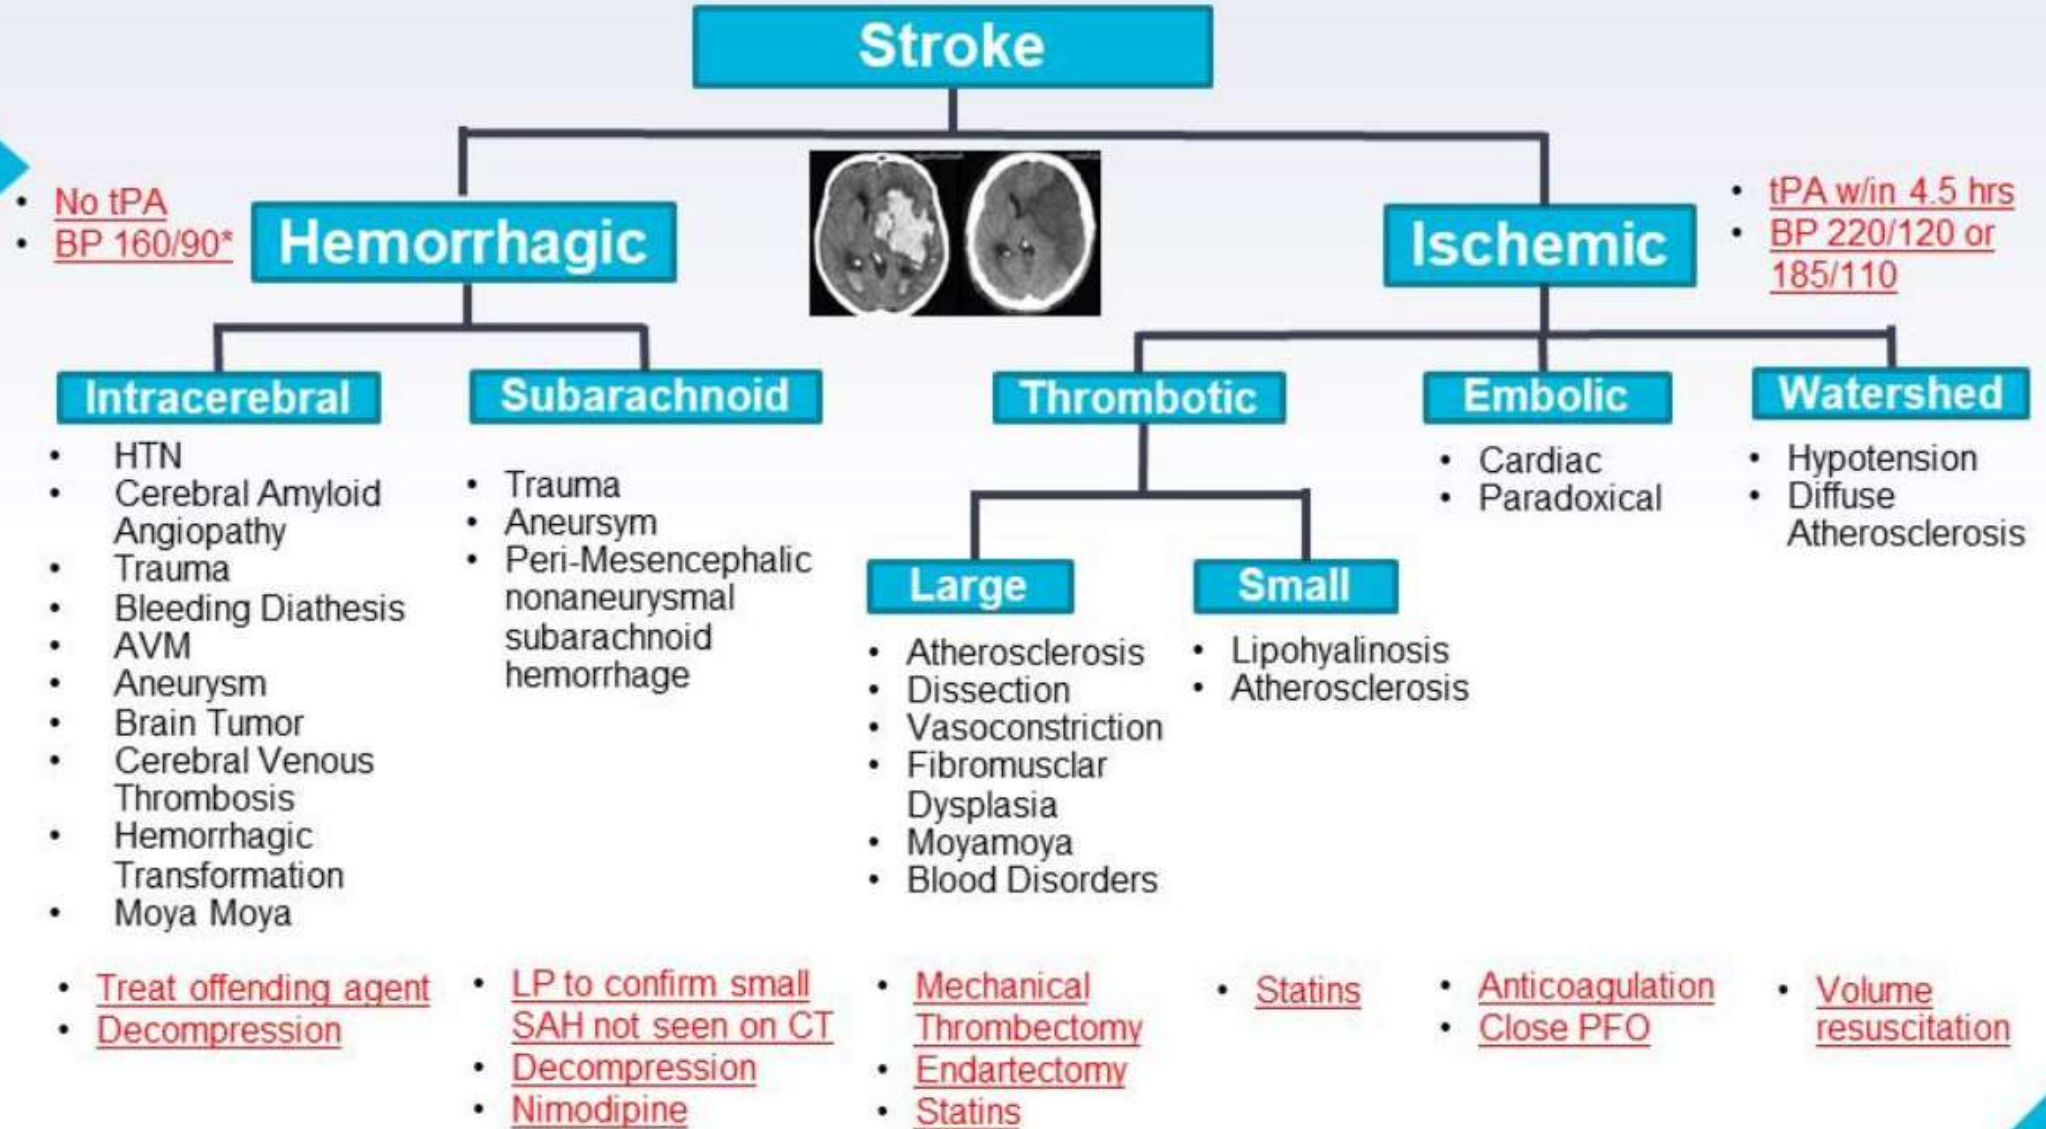 Stroke
• No tPA
• BP 160/90*
Hemorrhagic
Ischemic
• tPA w/in 4.5 hrs
• BP 220/120 or
185/110
Intracerebral
• HTN
• Cerebral Amyloid
Angiopathy
• Trauma
• Bleeding Diathesis
• AVM
• Aneurysm
• Brain Tumor
• Cerebral Venous
Thrombosis
• Hemorrhagic
Transformation
• Moya Moya
• Treat offending agent
• Decompression
Subarachnoid
• Trauma
• Aneursym
• Peri-Mesencephalic
nonaneurysmal
subarachnoid
hemorrhage
• LP to confirm small
SAH not seen on CT
• Decompression
• Nimodipine
Thrombotic
Large
• Atherosclerosis
• Dissection
• Vasoconstriction
• Fibromusclar
Dysplasia
• Moyamoya
• Blood Disorders
• Mechanical
Thrombectomy
• Endartectomy
• Statins
Small
• Lipohyalinosis
• Atherosclerosis
• Statins
Embolic
• Cardiac
• Paradoxical
• Anticoagulation
• Close PFO
Watershed
• Hypotension
• Diffuse
Atherosclerosis
• Volume
resuscitation